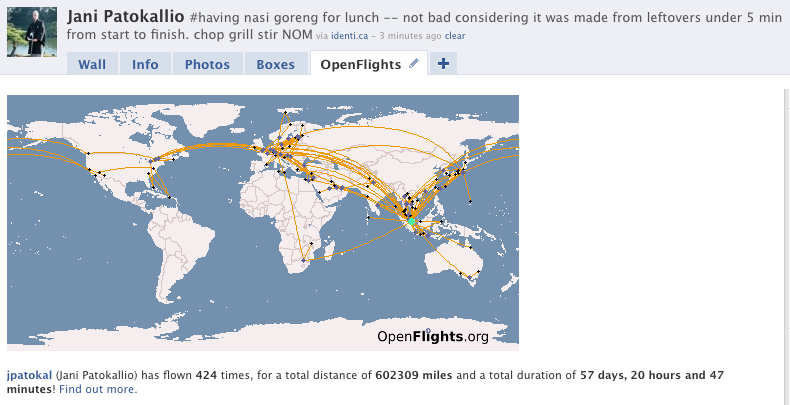 Jani Patokallio #having nasi goreng for lunch -- not bad considering it was made from leftovers under 5 min
from start to finish. chop grill stir NOM via identi.ca – 3 minutes ago clear
Wall Info Photos Boxes OpenFlights +
OpenFlights.org
jpatokal (Jani Patokallio) has flown 424 times, for a total distance of 602309 miles and a total duration of 57 days, 20 hours and 47
minutes! Find out more.